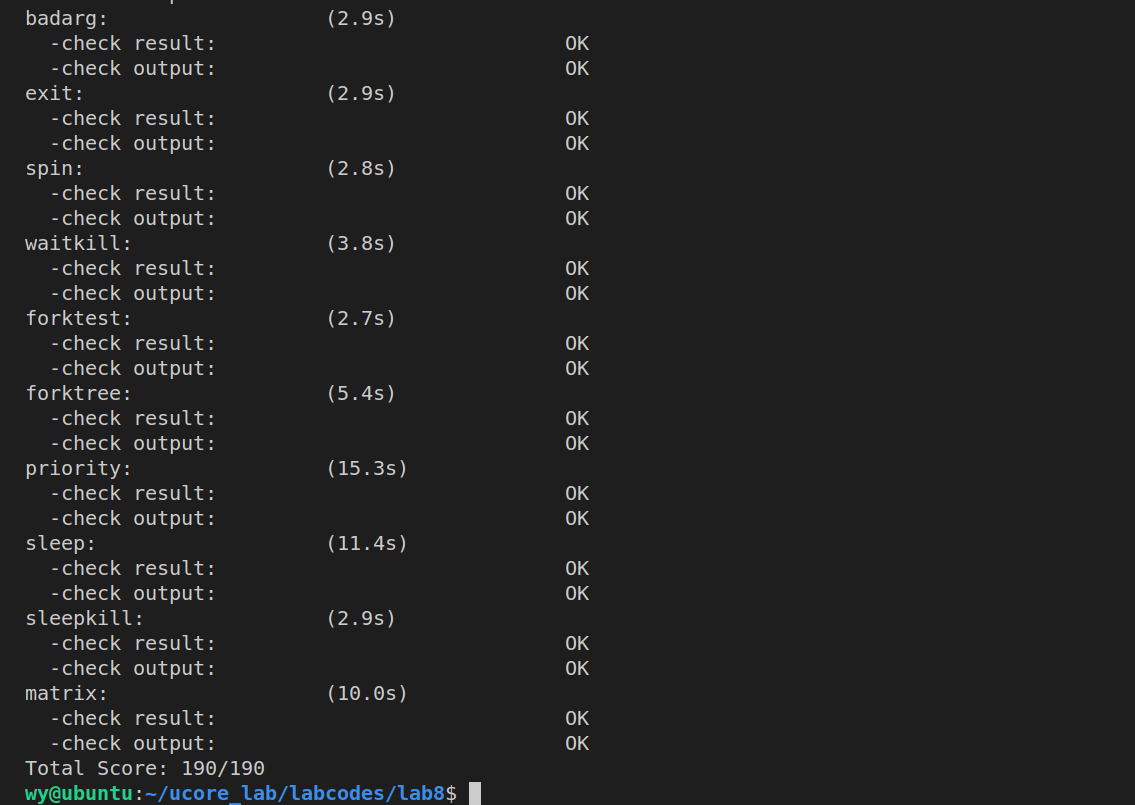 badarg: (2.9s)
-check result: OK
-check output: OK
exit: (2.9s)
-check result: OK
-check output: OK
spin: (2.8s)
-check result: OK
-check output: OK
waitkill: (3.8s)
-check result: OK
-check output: OK
forktest: (2.7s)
-check result: OK
-check output: OK
forktree: (5.4s)
-check result: OK
-check output: OK
priority: (15.3s)
-check result: OK
-check output: OK
sleep: (11.4s)
-check result: OK
-check output: OK
sleepkill: (2.9s)
-check result: OK
-check output: OK
matrix: (10.0s)
-check result: OK
-check output: OK
Total Score: 190/190
wy@ubuntu:~/ucore_lab/labcodes/lab8$